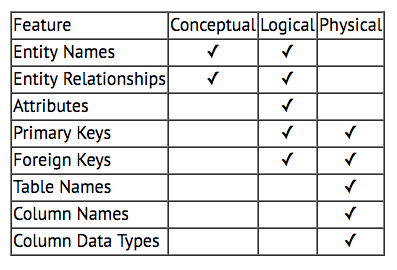 Feature Conceptual Logical Physical
Entity Names ✓ ✓
Entity Relationships ✓ ✓
Attributes ✓
Primary Keys ✓ ✓
Foreign Keys ✓ ✓
Table Names ✓
Column Names ✓
Column Data Types ✓